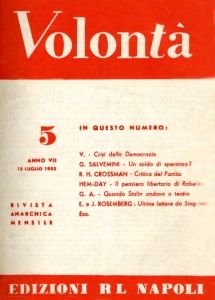 Volontà
5
IN QUESTO NUMERO:
ANNO VII
15 LUGLIO 1953
V. - Crisi della Democrazia
G. SALVEMINI - Un soldo di speranza?
R. H. CROSSMAN - Critica del Partito
HEM-DAY - Il pensiero libertario di Rabelais
G. A. - Quando Stalin andava a teatro
E. e J. ROSEMBERG: Ultime lettere da Sing-
Ecc.
RIVISTA
ANARCHICA
MENSILE
EDIZIONI RL NAPOLI